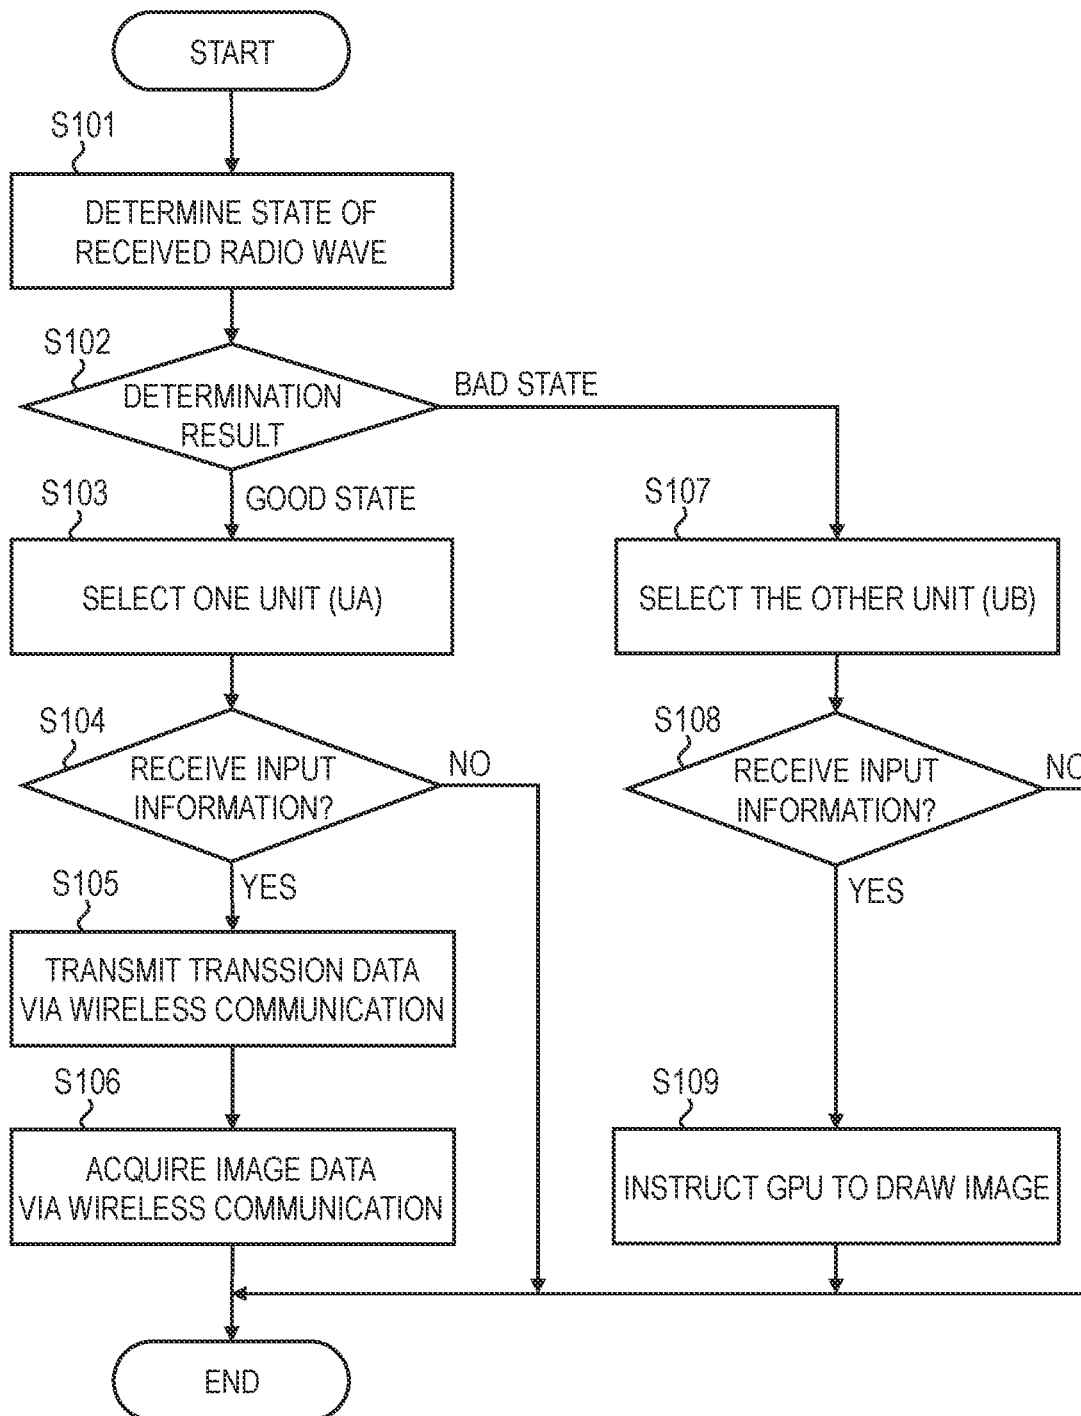 START
S101
DETERMINE STATE OF
RECEIVED RADIO WAVE
S102
DETERMINATION
RESULT
BAD STATE
GOOD STATE
S103
SELECT ONE UNIT (UA)
S107
SELECT THE OTHER UNIT (UB)
S104
RECEIVE INPUT
INFORMATION?
NO
YES
S108
RECEIVE INPUT
INFORMATION?
NO
YES
S105
TRANSMIT TRANSSION DATA
VIA WIRELESS COMMUNICATION
S106
ACQUIRE IMAGE DATA
VIA WIRELESS COMMUNICATION
S109
INSTRUCT GPU TO DRAW IMAGE
END